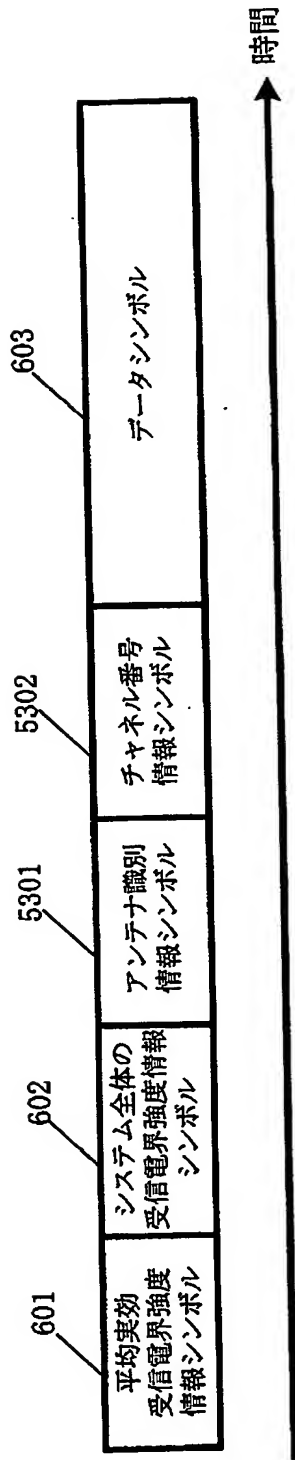 601
平均実効
受信電界強度
情報シンボル
602
システム全体の
受信電界強度情報
シンボル
5301
アンテナ識別
情報シンボル
5302
チャネル番号
情報シンボル
603
データシンボル
時間